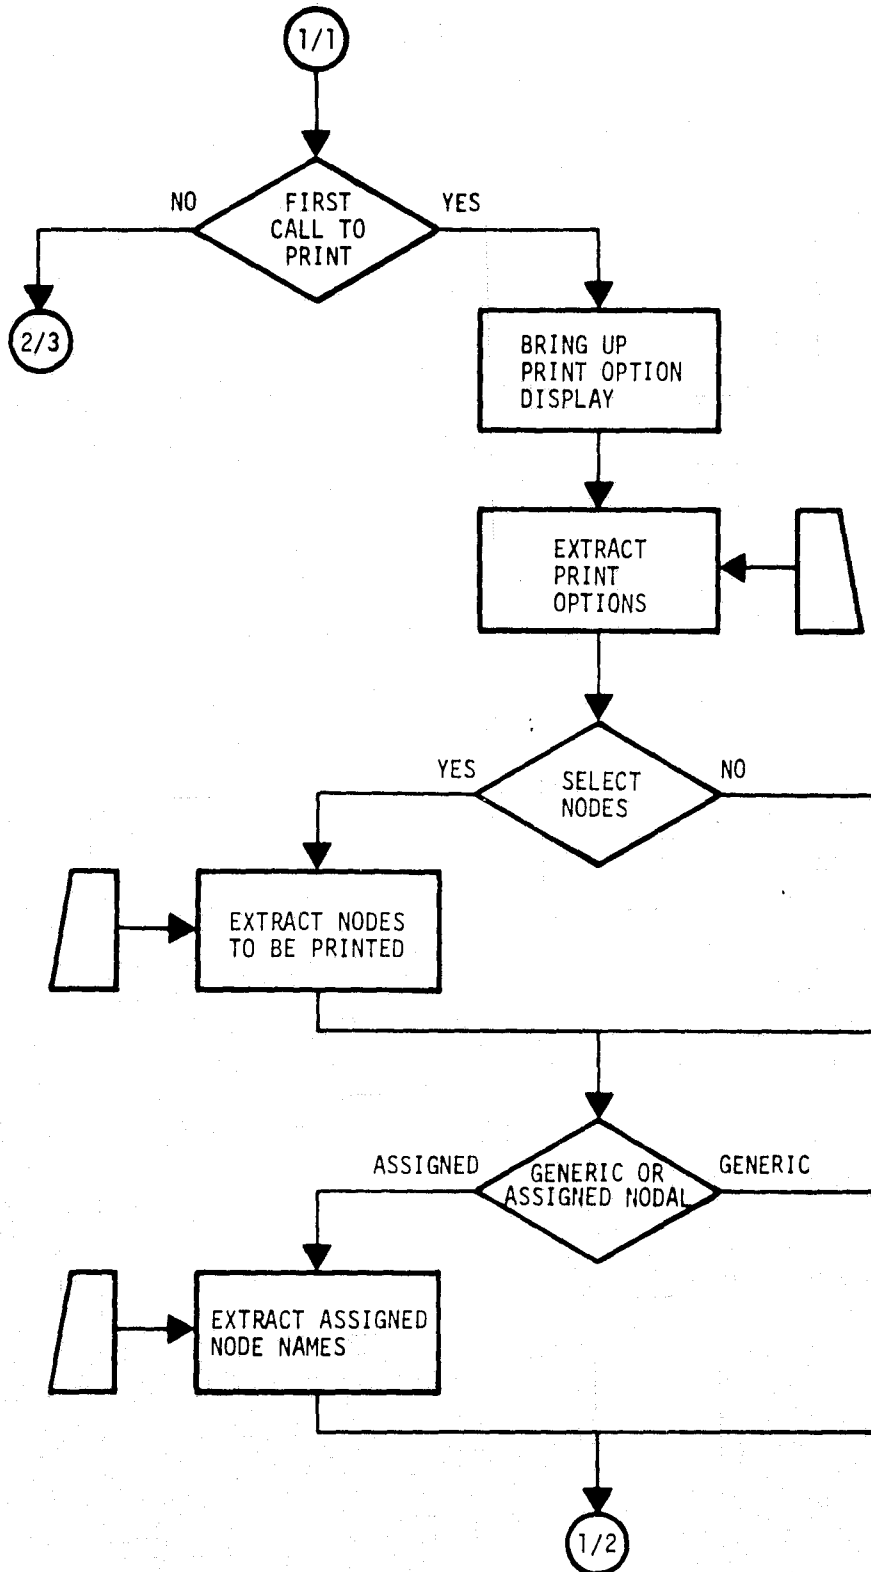 1/1
NO
FIRST
CALL TO
PRINT
YES
2/3
BRING UP
PRINT OPTION
DISPLAY
EXTRACT
PRINT
OPTIONS
YES
SELECT
NODES
NO
EXTRACT NODES
TO BE PRINTED
ASSIGNED
GENERIC OR
ASSIGNED NODAL
GENERIC
EXTRACT ASSIGNED
NODE NAMES
1/2